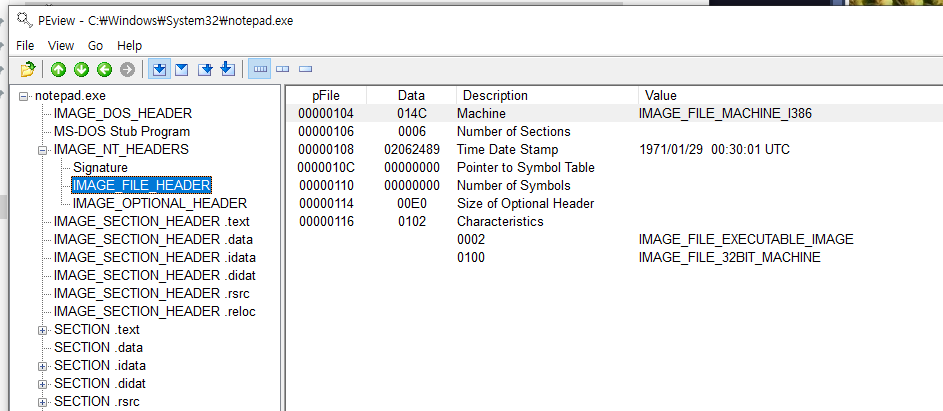 PEview - C:₩Windows₩System32₩notepad.exe
File View Go Help
notepad.exe
IMAGE_DOS_HEADER
MS-DOS Stub Program
IMAGE_NT_HEADERS
Signature
IMAGE_FILE_HEADER
IMAGE_OPTIONAL_HEADER
IMAGE_SECTION_HEADER .text
IMAGE_SECTION_HEADER .data
IMAGE_SECTION_HEADER .idata
IMAGE_SECTION_HEADER .didat
IMAGE_SECTION_HEADER .rsrc
IMAGE_SECTION_HEADER .reloc
SECTION .text
SECTION .data
SECTION .idata
SECTION .didat
SECTION .rsrc
pFile Data Description Value
00000104 014C Machine IMAGE_FILE_MACHINE_I386
00000106 0006 Number of Sections
00000108 02062489 Time Date Stamp 1971/01/29 00:30:01 UTC
0000010C 00000000 Pointer to Symbol Table
00000110 00000000 Number of Symbols
00000114 00E0 Size of Optional Header
00000116 0102 Characteristics
0002 IMAGE_FILE_EXECUTABLE_IMAGE
0100 IMAGE_FILE_32BIT_MACHINE